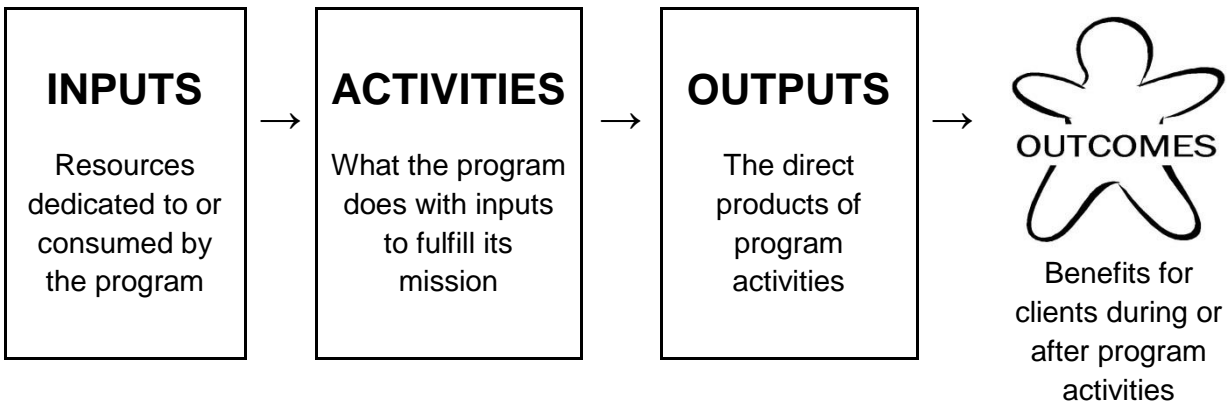 INPUTS
Resources
dedicated to or
consumed by
the program
→
ACTIVITIES
What the program
does with inputs
to fulfill its
mission
→
OUTPUTS
The direct
products of
program
activities
→
OUTCOMES
Benefits for
clients during or
after program
activities